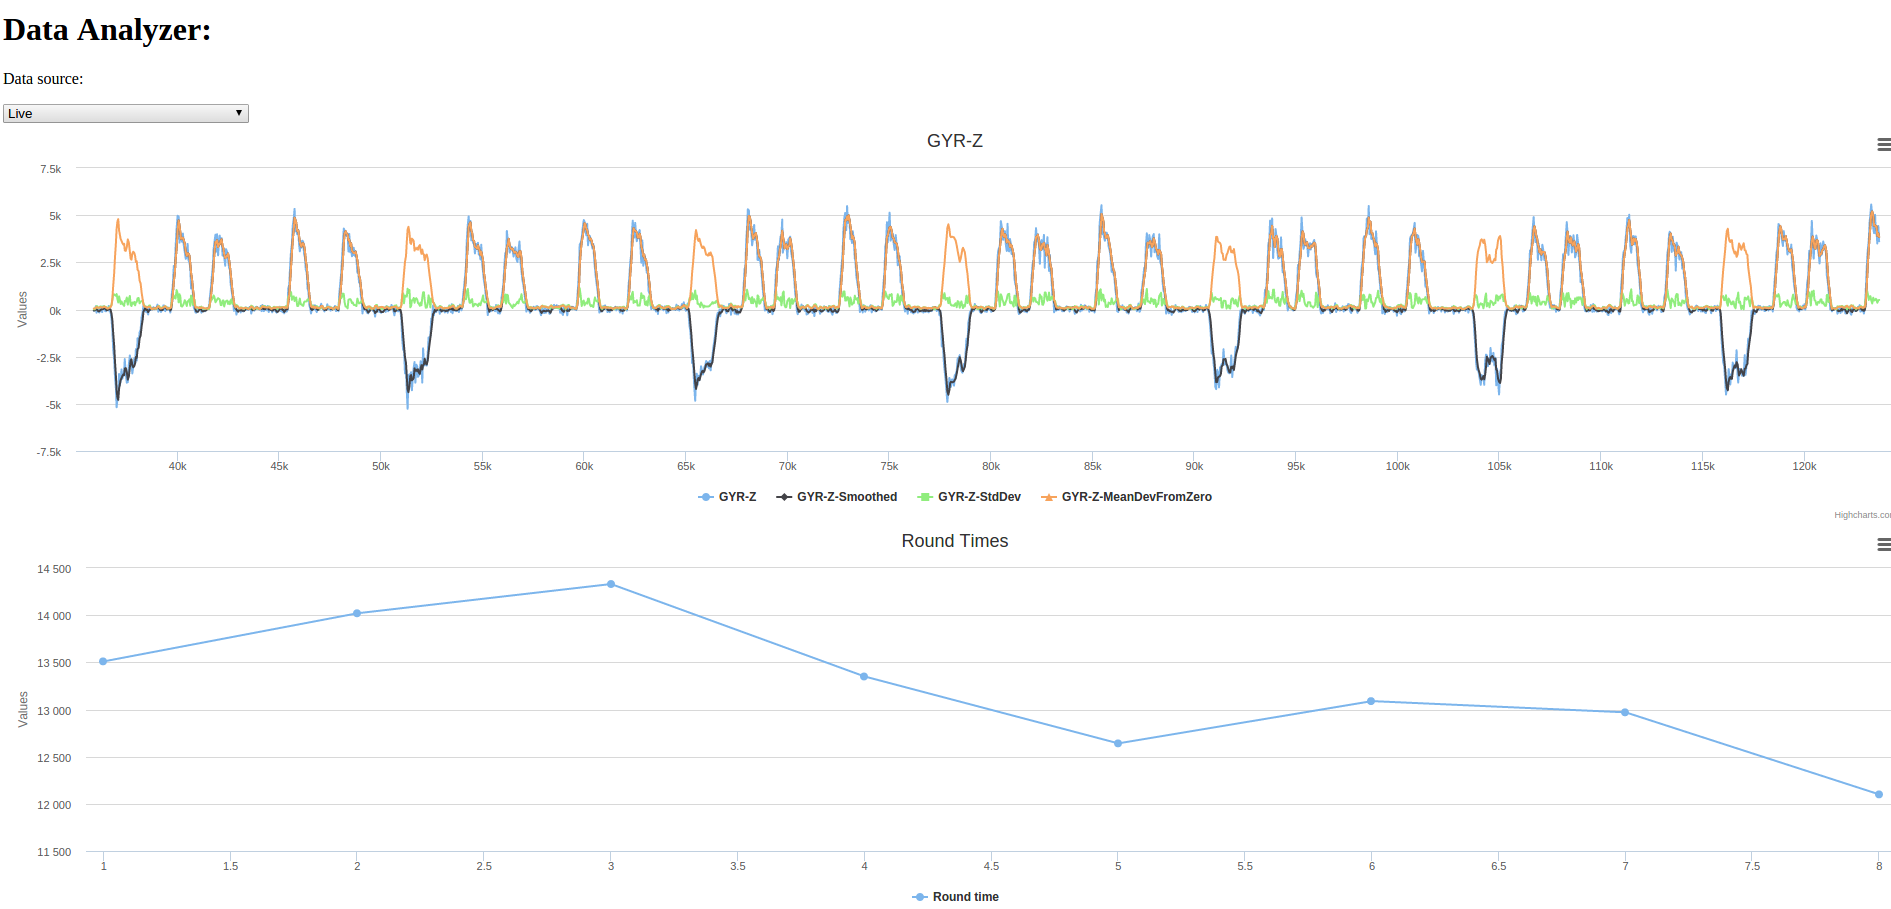 Data Analyzer:
Data source:
Live
GYR-Z
7.5k
5k
2.5k
0k
-2.5k
-5k
-7.5k
Values
40k 45k 50k 55k 60k 65k 70k 75k 80k 85k 90k 95k 100k 105k 110k 115k 120k
GYR-Z GYR-Z-Smoothed GYR-Z-StdDev GYR-Z-MeanDevFromZero
Highcharts.co
Round Times
14 500
14 000
13 500
13 000
12 500
12 000
11 500
Values
1 1.5 2 2.5 3 3.5 4 4.5 5 5.5 6 6.5 7 7.5 8
Round time